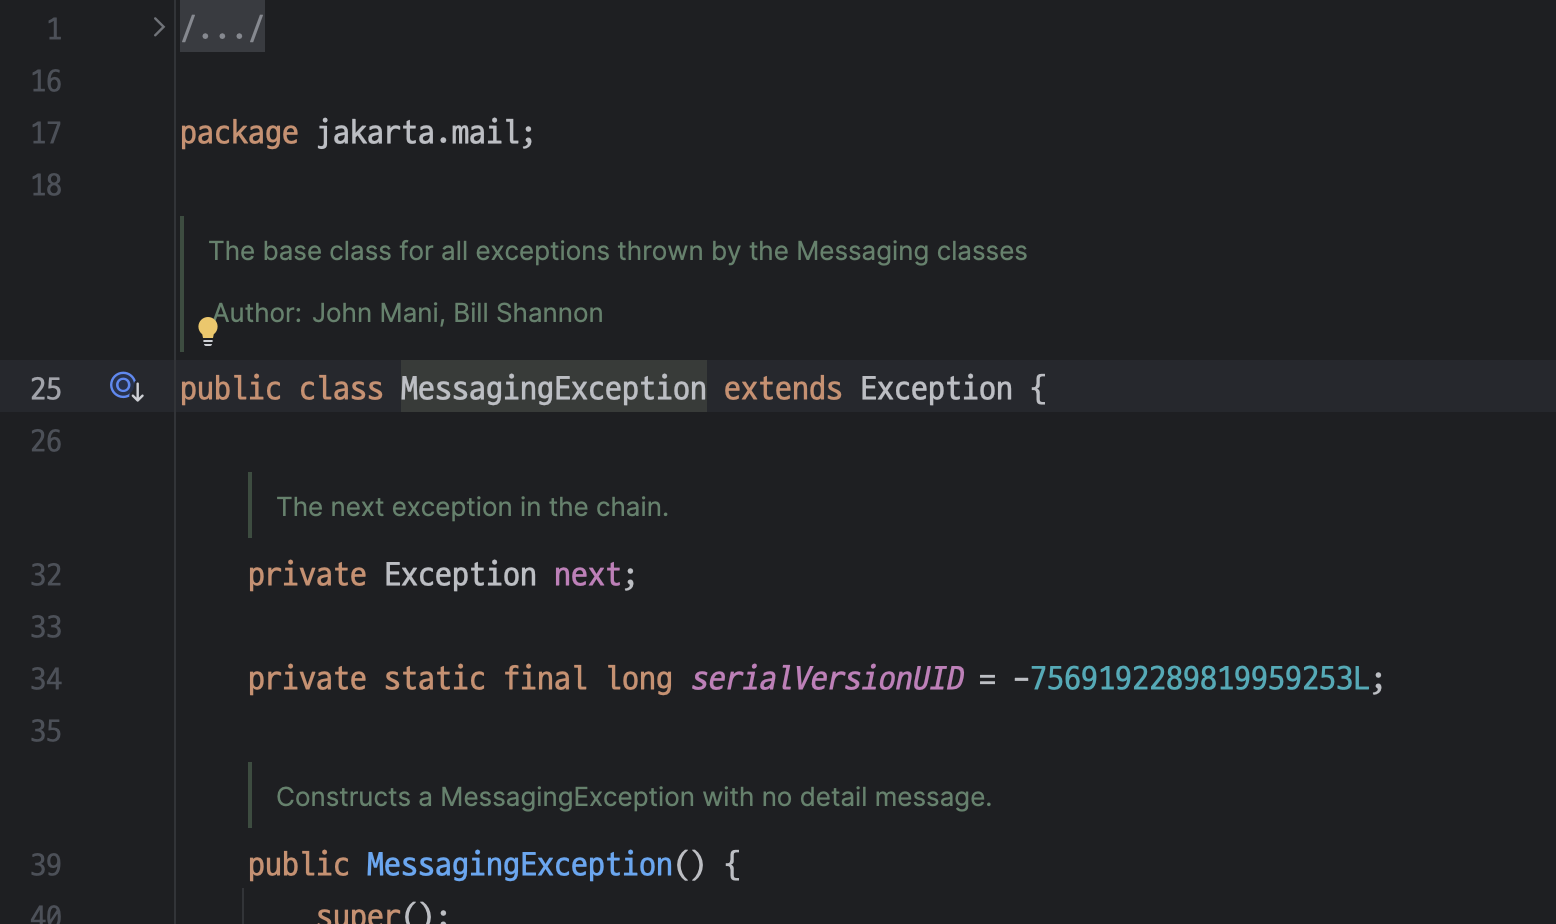 1 /.../
16
17 package jakarta.mail;
18
The base class for all exceptions thrown by the Messaging classes
Author: John Mani, Bill Shannon
25 public class MessagingException extends Exception {
26
The next exception in the chain.
32 private Exception next;
33
34 private static final long serialVersionUID = -7569192289819959253L;
35
Constructs a MessagingException with no detail message.
39 public MessagingException() {
40 super();